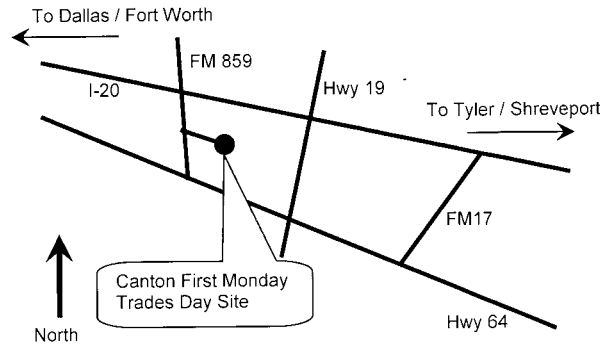 To Dallas / Fort Worth
FM 859
I-20
Hwy 19
To Tyler / Shreveport
FM17
Canton First Monday
Trades Day Site
Hwy 64
North